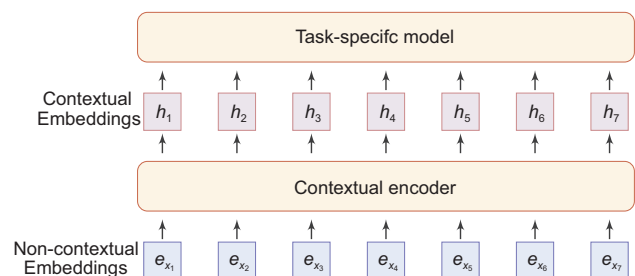 Task-specifc model
Contextual
Embeddings
h1 h2 h3 h4 h5 h6 h7
Contextual encoder
Non-contextual
Embeddings
ex1 ex2 ex3 ex4 ex5 ex6 ex7